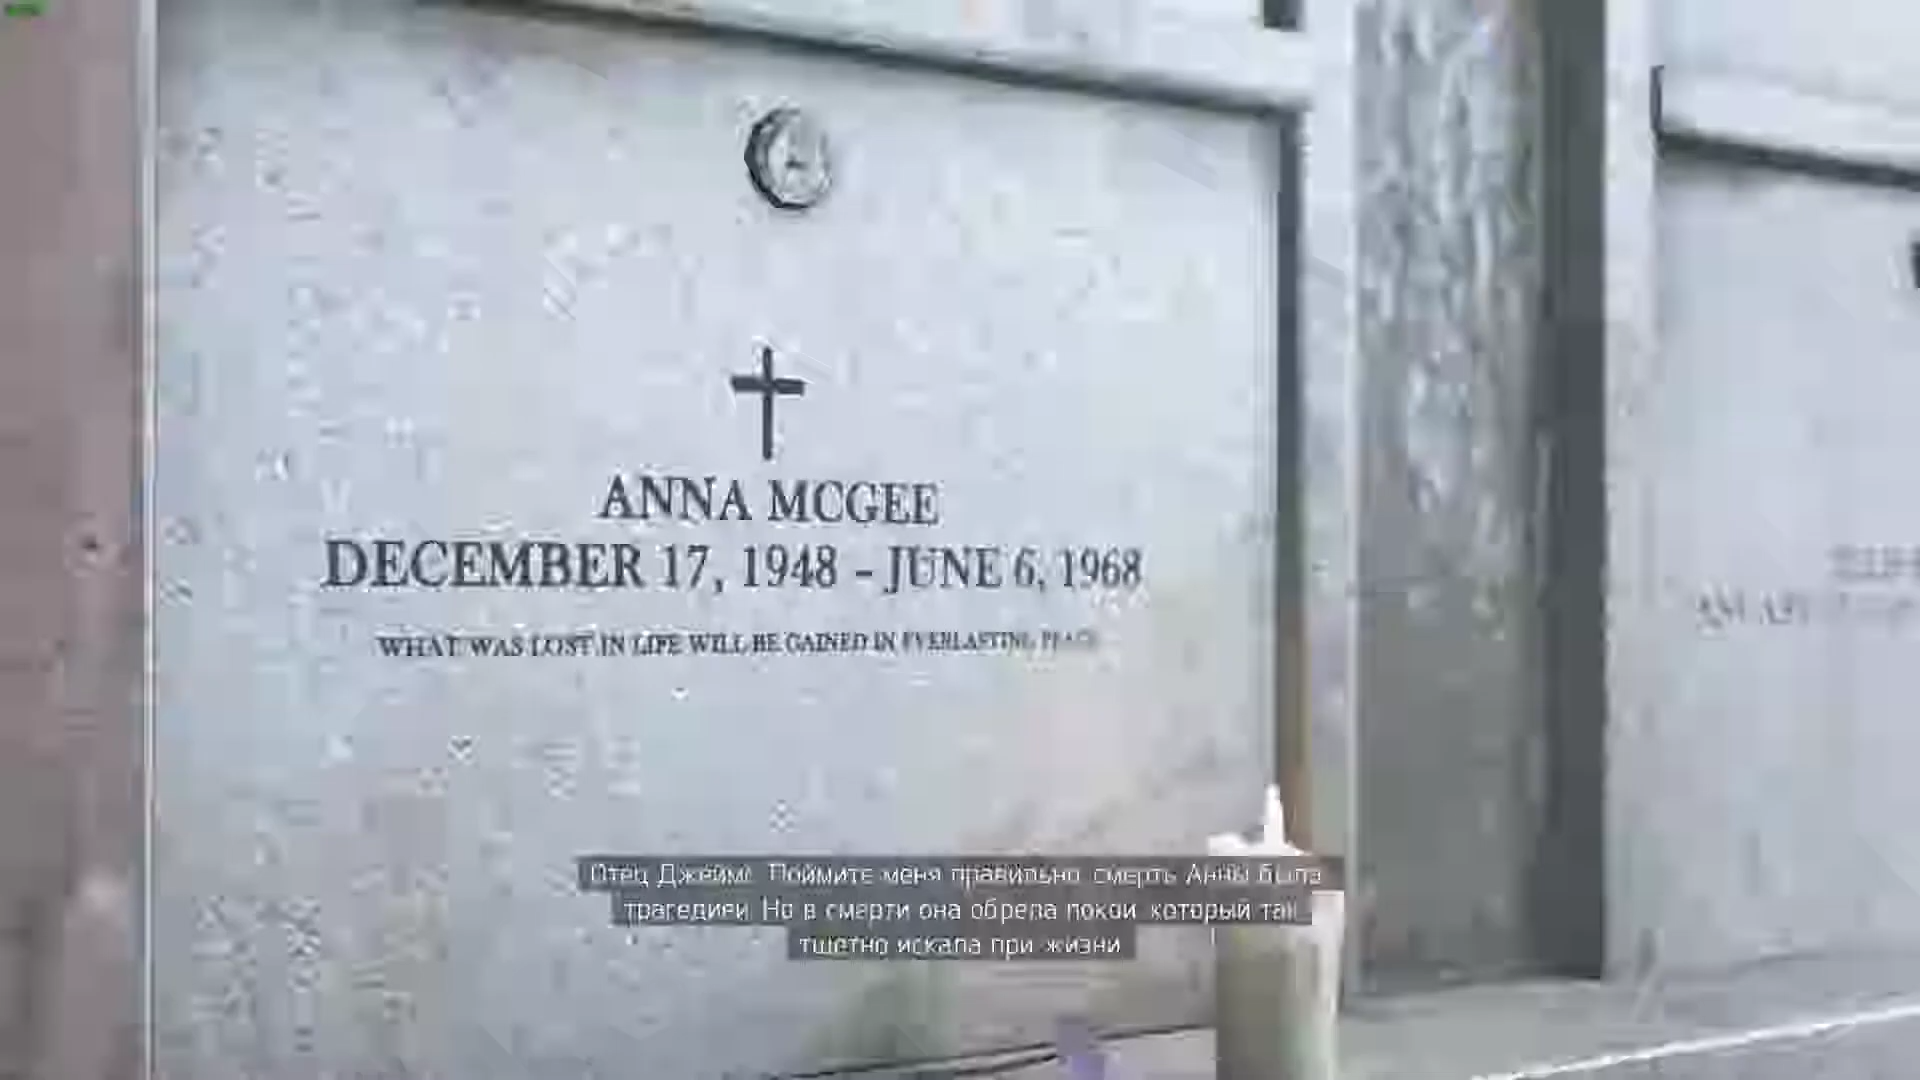 ANNA MCGEE
DECEMBER 17, 1948 - JUNE 6, 1968
WHAT WAS LOST IN LIFE WILL BE GAINED IN EVERLASTING PEACE
Отец Джеймс. Поймите меня правильно, смерть Анны была
трагедией. Но в смерти она обрела покой, который так
тщетно искала при жизни.